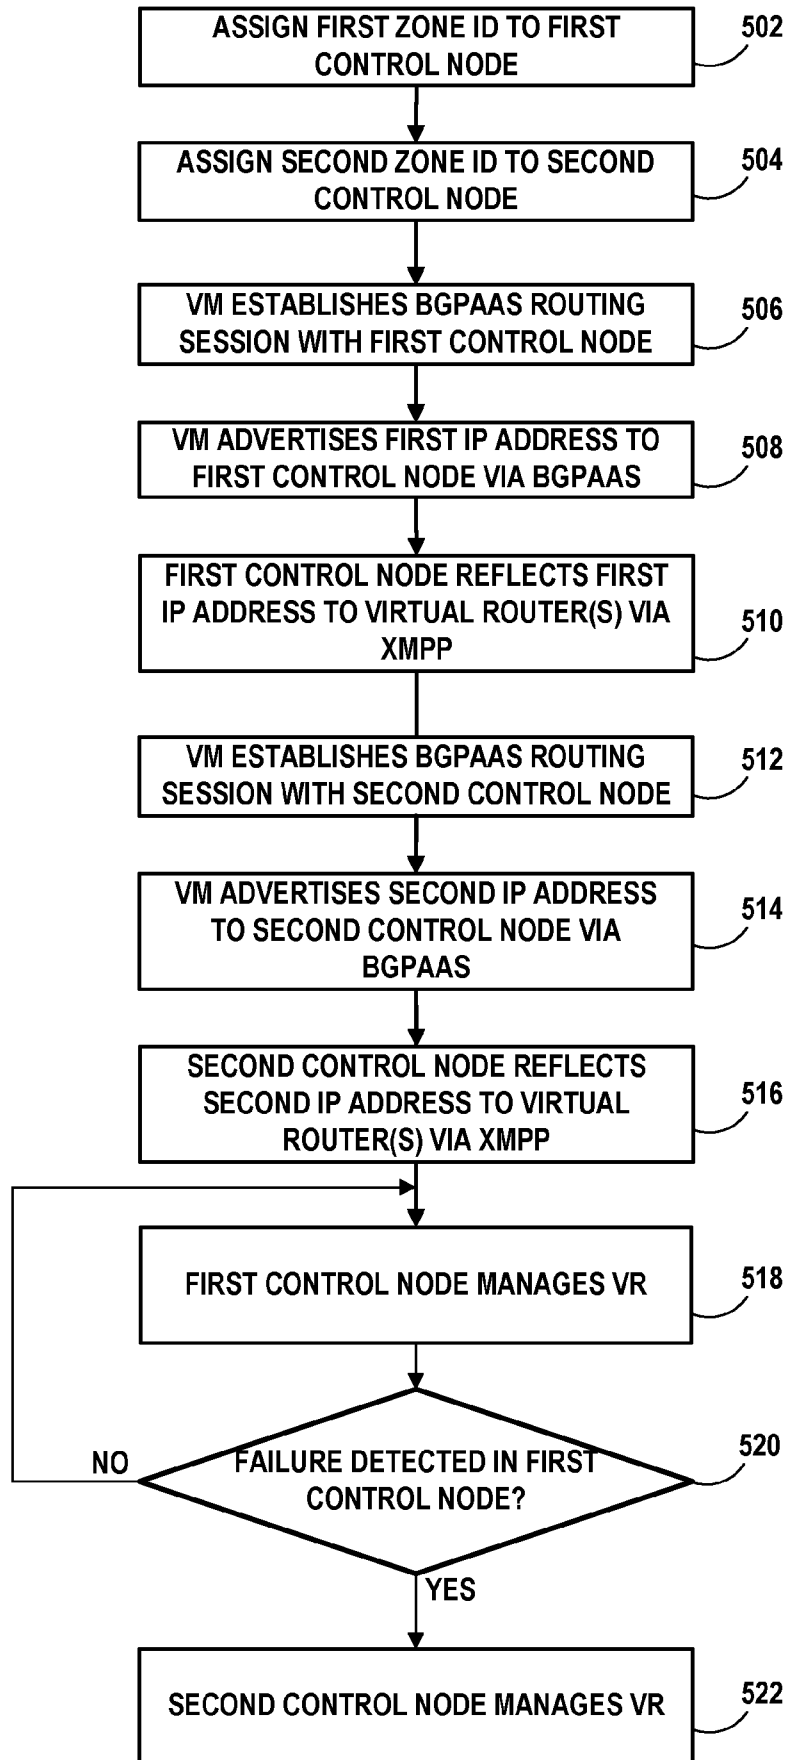 ASSIGN FIRST ZONE ID TO FIRST
CONTROL NODE
502
ASSIGN SECOND ZONE ID TO SECOND
CONTROL NODE
504
VM ESTABLISHES BGPAAS ROUTING
SESSION WITH FIRST CONTROL NODE
506
VM ADVERTISES FIRST IP ADDRESS TO
FIRST CONTROL NODE VIA BGPAAS
508
FIRST CONTROL NODE REFLECTS FIRST
IP ADDRESS TO VIRTUAL ROUTER(S) VIA
XMPP
510
VM ESTABLISHES BGPAAS ROUTING
SESSION WITH SECOND CONTROL NODE
512
VM ADVERTISES SECOND IP ADDRESS
TO SECOND CONTROL NODE VIA
BGPAAS
514
SECOND CONTROL NODE REFLECTS
SECOND IP ADDRESS TO VIRTUAL
ROUTER(S) VIA XMPP
516
FIRST CONTROL NODE MANAGES VR
518
FAILURE DETECTED IN FIRST
CONTROL NODE?
520
NO
YES
SECOND CONTROL NODE MANAGES VR
522